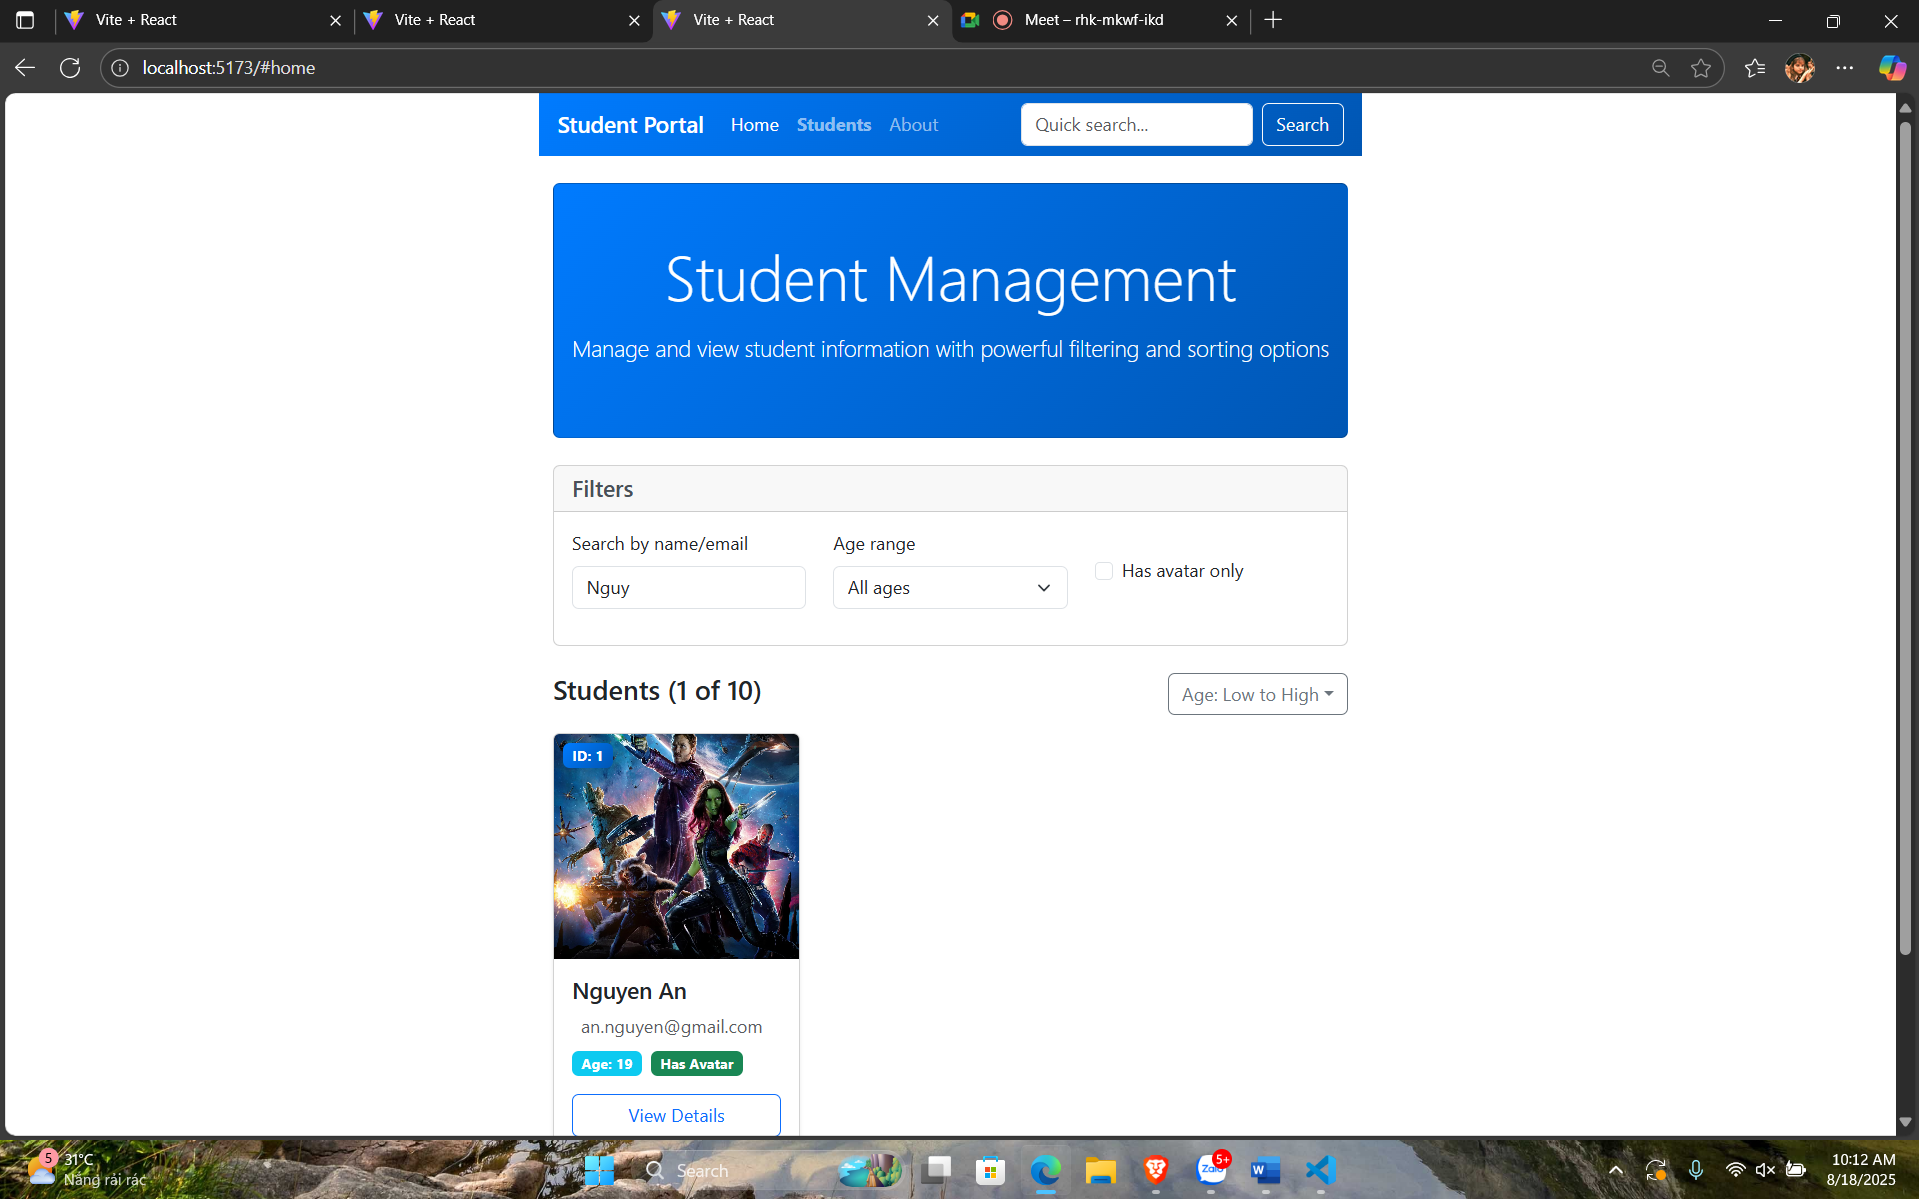 Vite + React
Vite + React
Vite + React
Meet – rhk-mkwf-ikd
localhost:5173/#home
Student Portal Home Students About Quick search... Search
Student Management
Manage and view student information with powerful filtering and sorting options
Filters
Search by name/email
Nguy
Age range
All ages
Has avatar only
Students (1 of 10)
Age: Low to High
ID: 1
Nguyen An
an.nguyen@gmail.com
Age: 19 Has Avatar
View Details
5
31°C
Nắng rải rác
Search
Zalo
5+
W
10:12 AM
8/18/2025